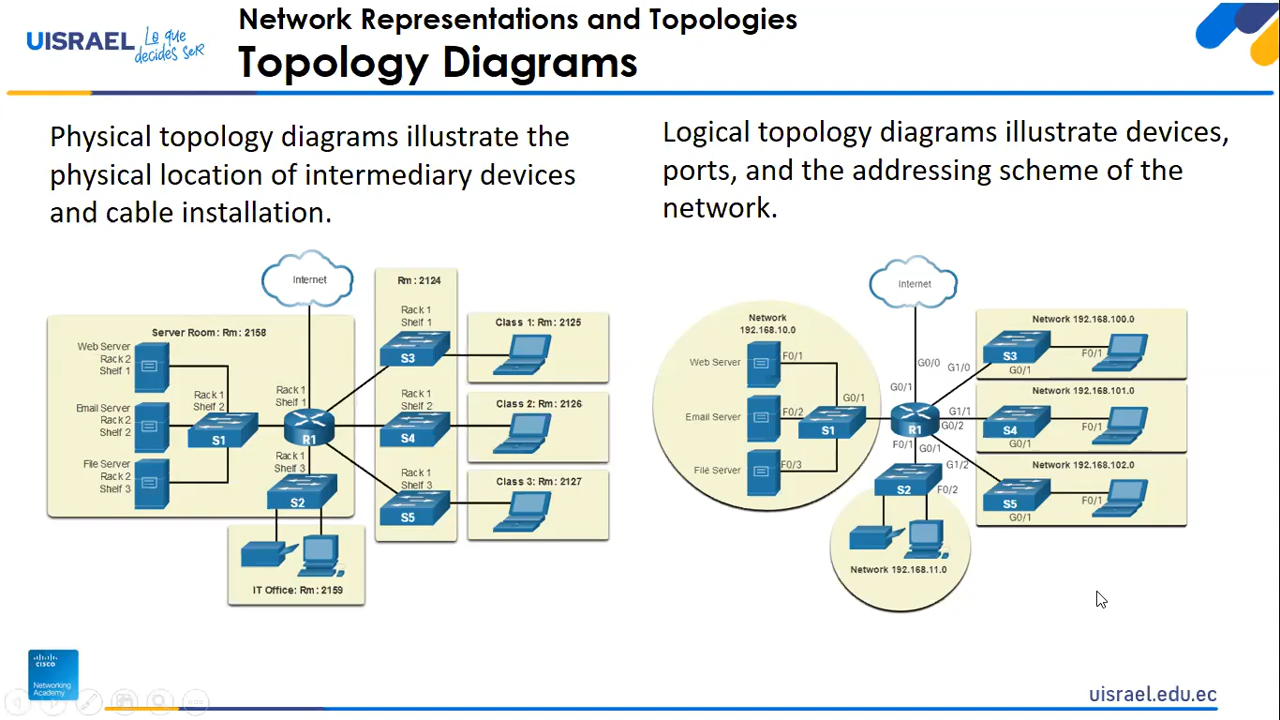 Network Representations and Topologies
UISRAEL
Lo que
decides ser
Topology Diagrams
Physical topology diagrams illustrate the
physical location of intermediary devices
and cable installation.
Logical topology diagrams illustrate devices,
ports, and the addressing scheme of the
network.
Internet
Server Room: Rm: 2158
Web Server
Rack 2
Shelf 1
Email Server
Rack 2
Shelf 2
File Server
Rack 2
Shelf 3
Rack 1
Shelf 2
S1
Rack 1
Shelf 1
R1
Rack 1
Shelf 3
S2
IT Office: Rm: 2159
Rm: 2124
Rack 1
Shelf 1
S3
Rack 1
Shelf 2
S4
Rack 1
Shelf 3
S5
Class 1: Rm: 2125
Class 2: Rm: 2126
Class 3: Rm: 2127
Internet
Network
192.168.10.0
Web Server
F0/1
Email Server
F0/2
File Server
F0/3
G0/1
S1
G0/0
G1/0
G0/1
G1/1
G0/2
R1
F0/1
G0/1
G1/2
S2
F0/2
Network 192.168.11.0
Network 192.168.100.0
S3
F0/1
G0/1
Network 192.168.101.0
S4
F0/1
G0/1
Network 192.168.102.0
S5
F0/1
G0/1
CISCO
Networking
Academy
uisrael.edu.ec